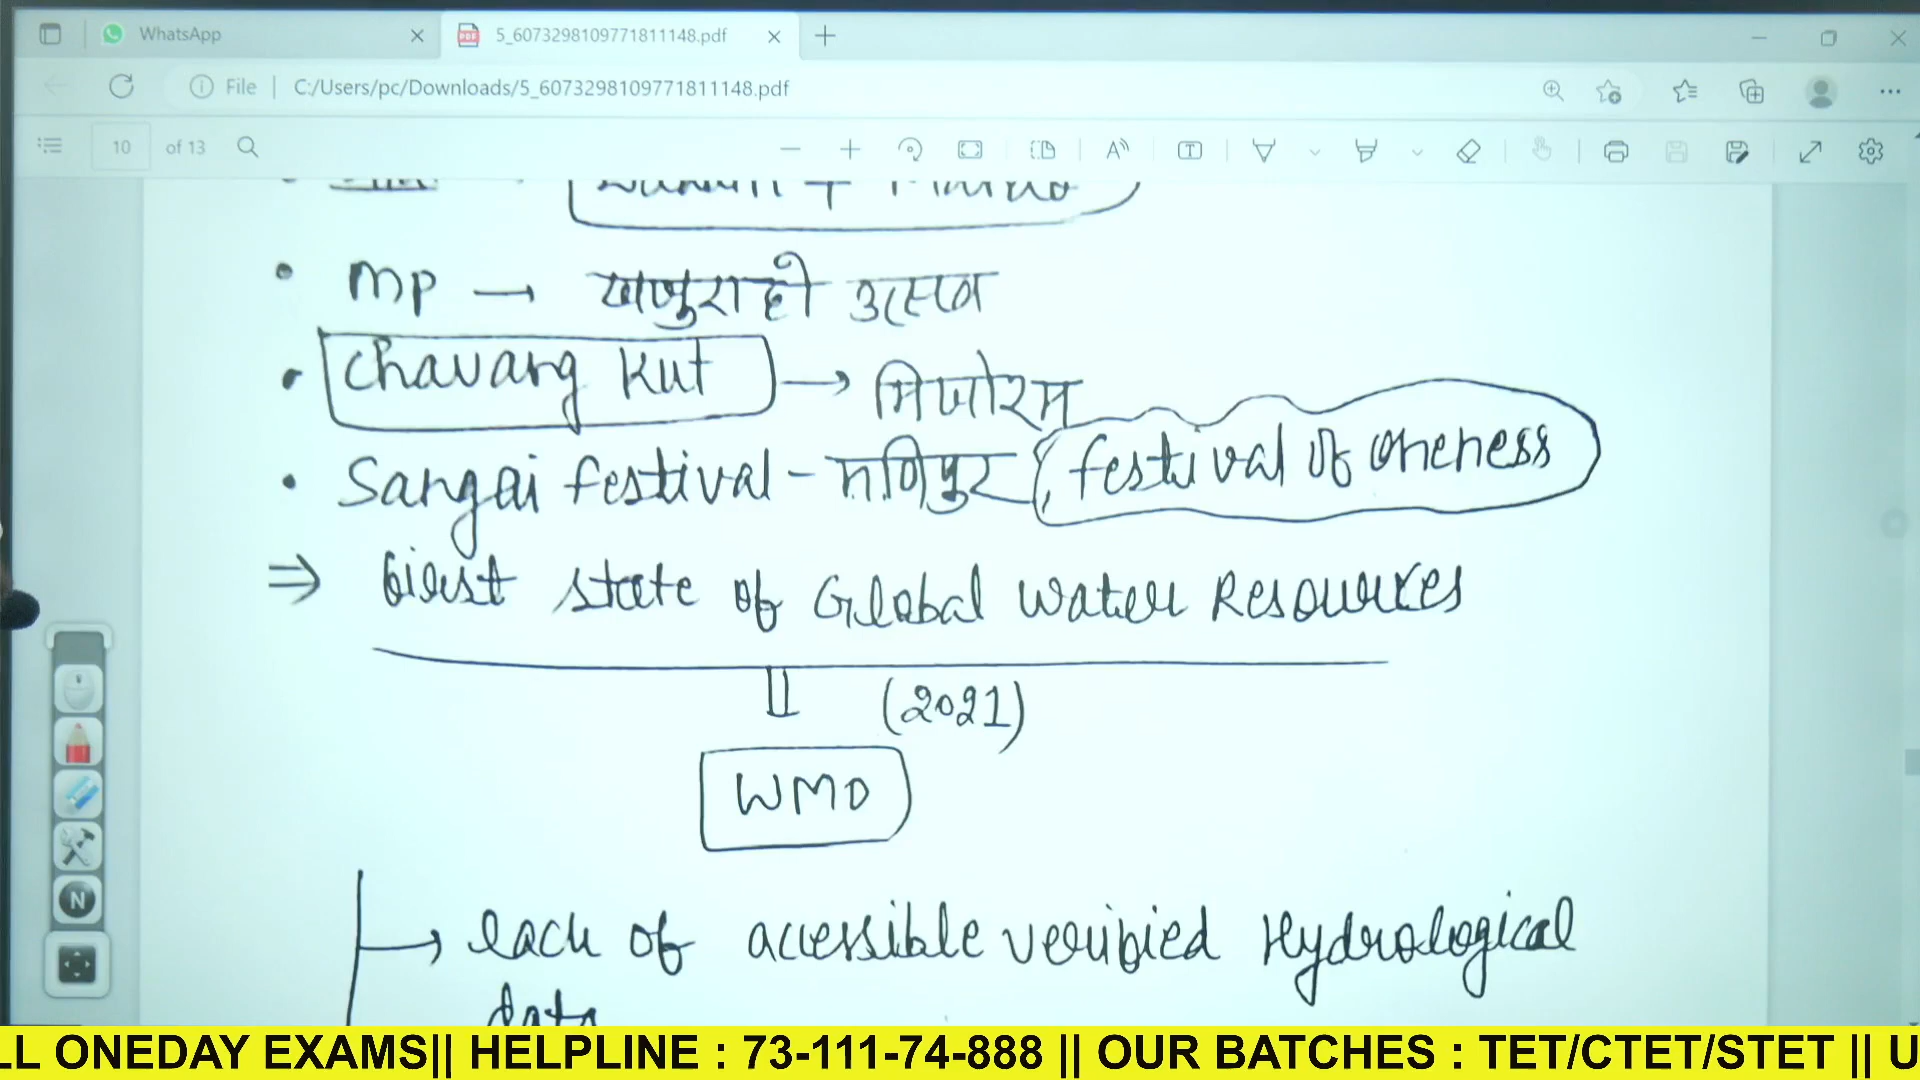 WhatsApp
5_6073298109771811148.pdf
File
C:/Users/pc/Downloads/5_6073298109771811148.pdf
10 of 13
• MP → खजुराहो उत्सव
• Chavang Kut → मिजोरम
• Sangai festival - मणिपुर, festival of oneness
⇒ First state of Global Water Resources
(2021)
WMO
→ Lack of accessible verified Hydrological
data
LL ONEDAY EXAMS|| HELPLINE : 73-111-74-888 || OUR BATCHES : TET/CTET/STET || U